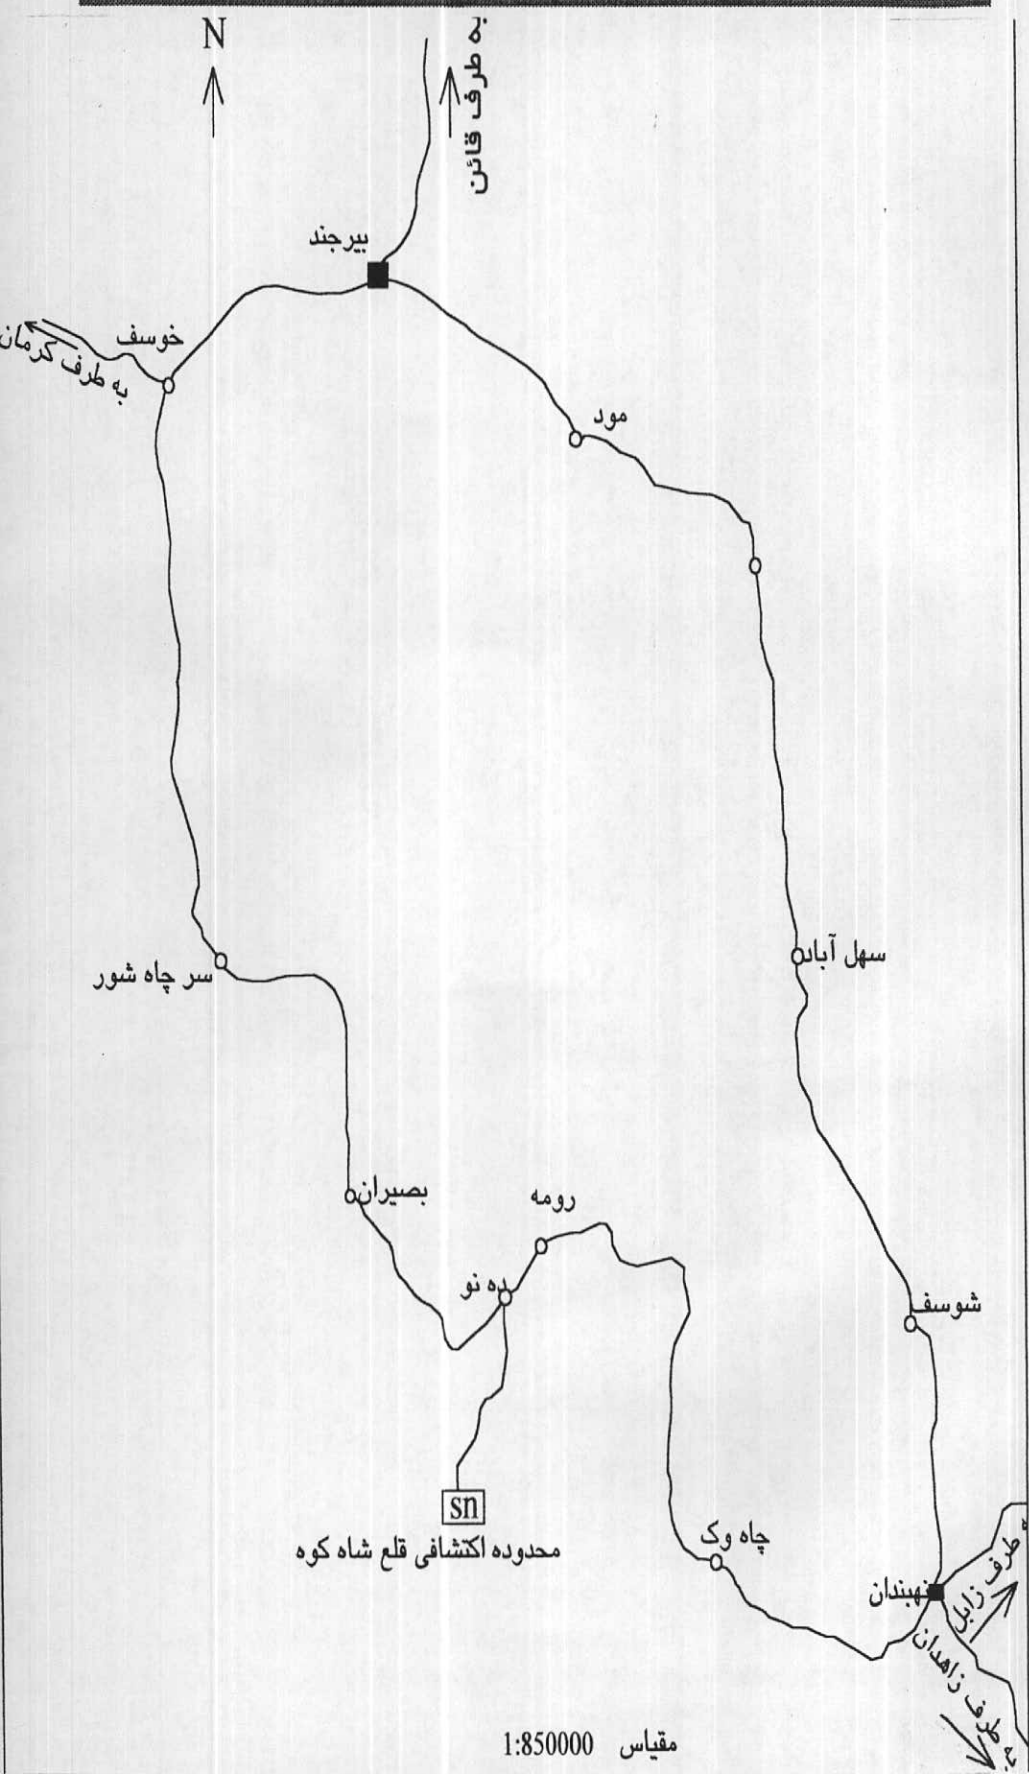 N
به طرف قائن
بیرجند
خوسف
به طرف کرمان
مود
سهل آباد
سر چاه شور
بصیران
رومه
ده نو
شوسف
sn
محدوده اکتشافی قلع شاه کوه
چاه وک
نهبندان
ه طرف زابل
به طرف زاهدان
مقیاس 1:850000